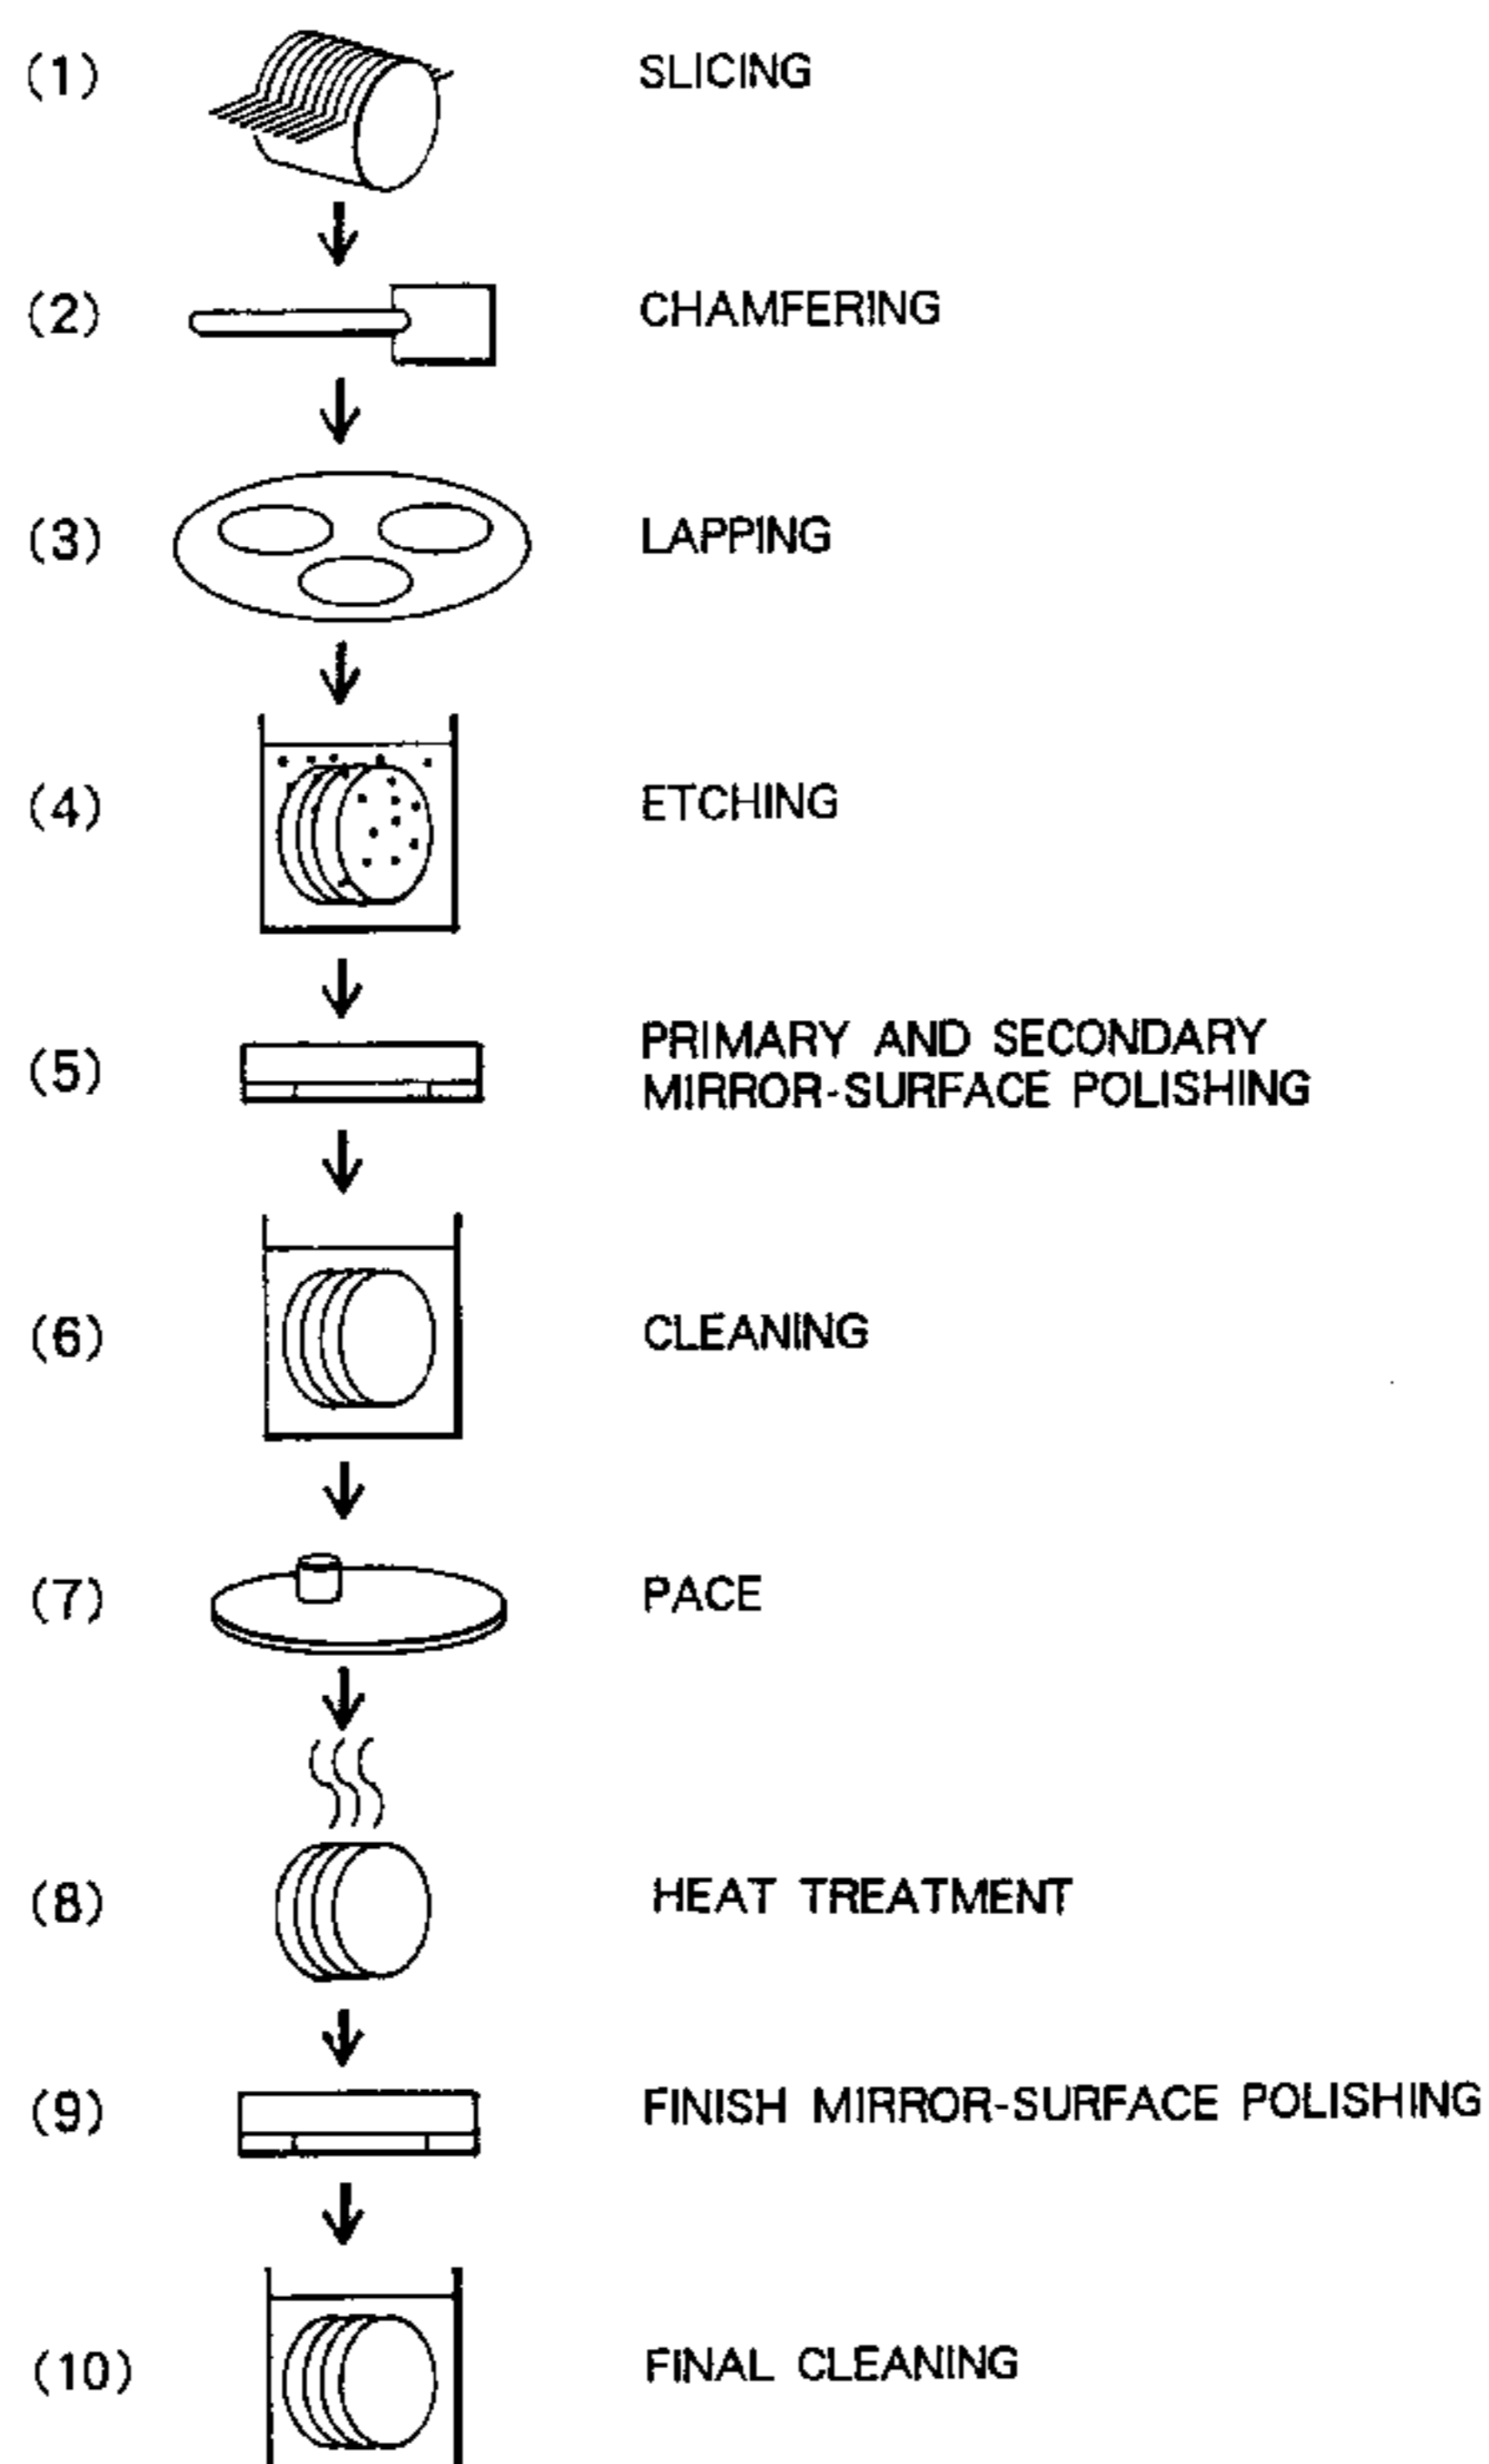 (1) SLICING
(2) CHAMFERING
(3) LAPPING
(4) ETCHING
(5) PRIMARY AND SECONDARY
MIRROR-SURFACE POLISHING
(6) CLEANING
(7) PACE
(8) HEAT TREATMENT
(9) FINISH MIRROR-SURFACE POLISHING
(10) FINAL CLEANING